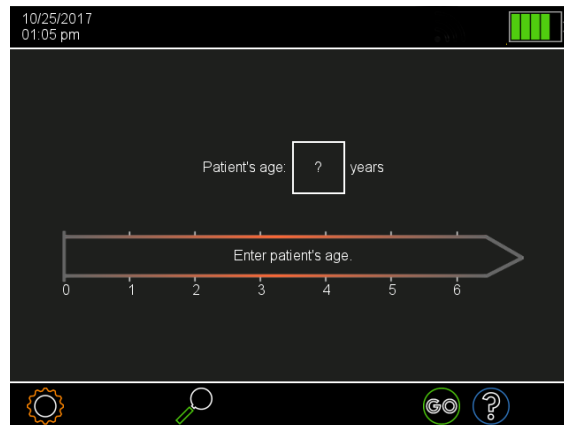 10/25/2017
01:05 pm
Patient's age: ? years
Enter patient's age.
0 1 2 3 4 5 6
GO ?